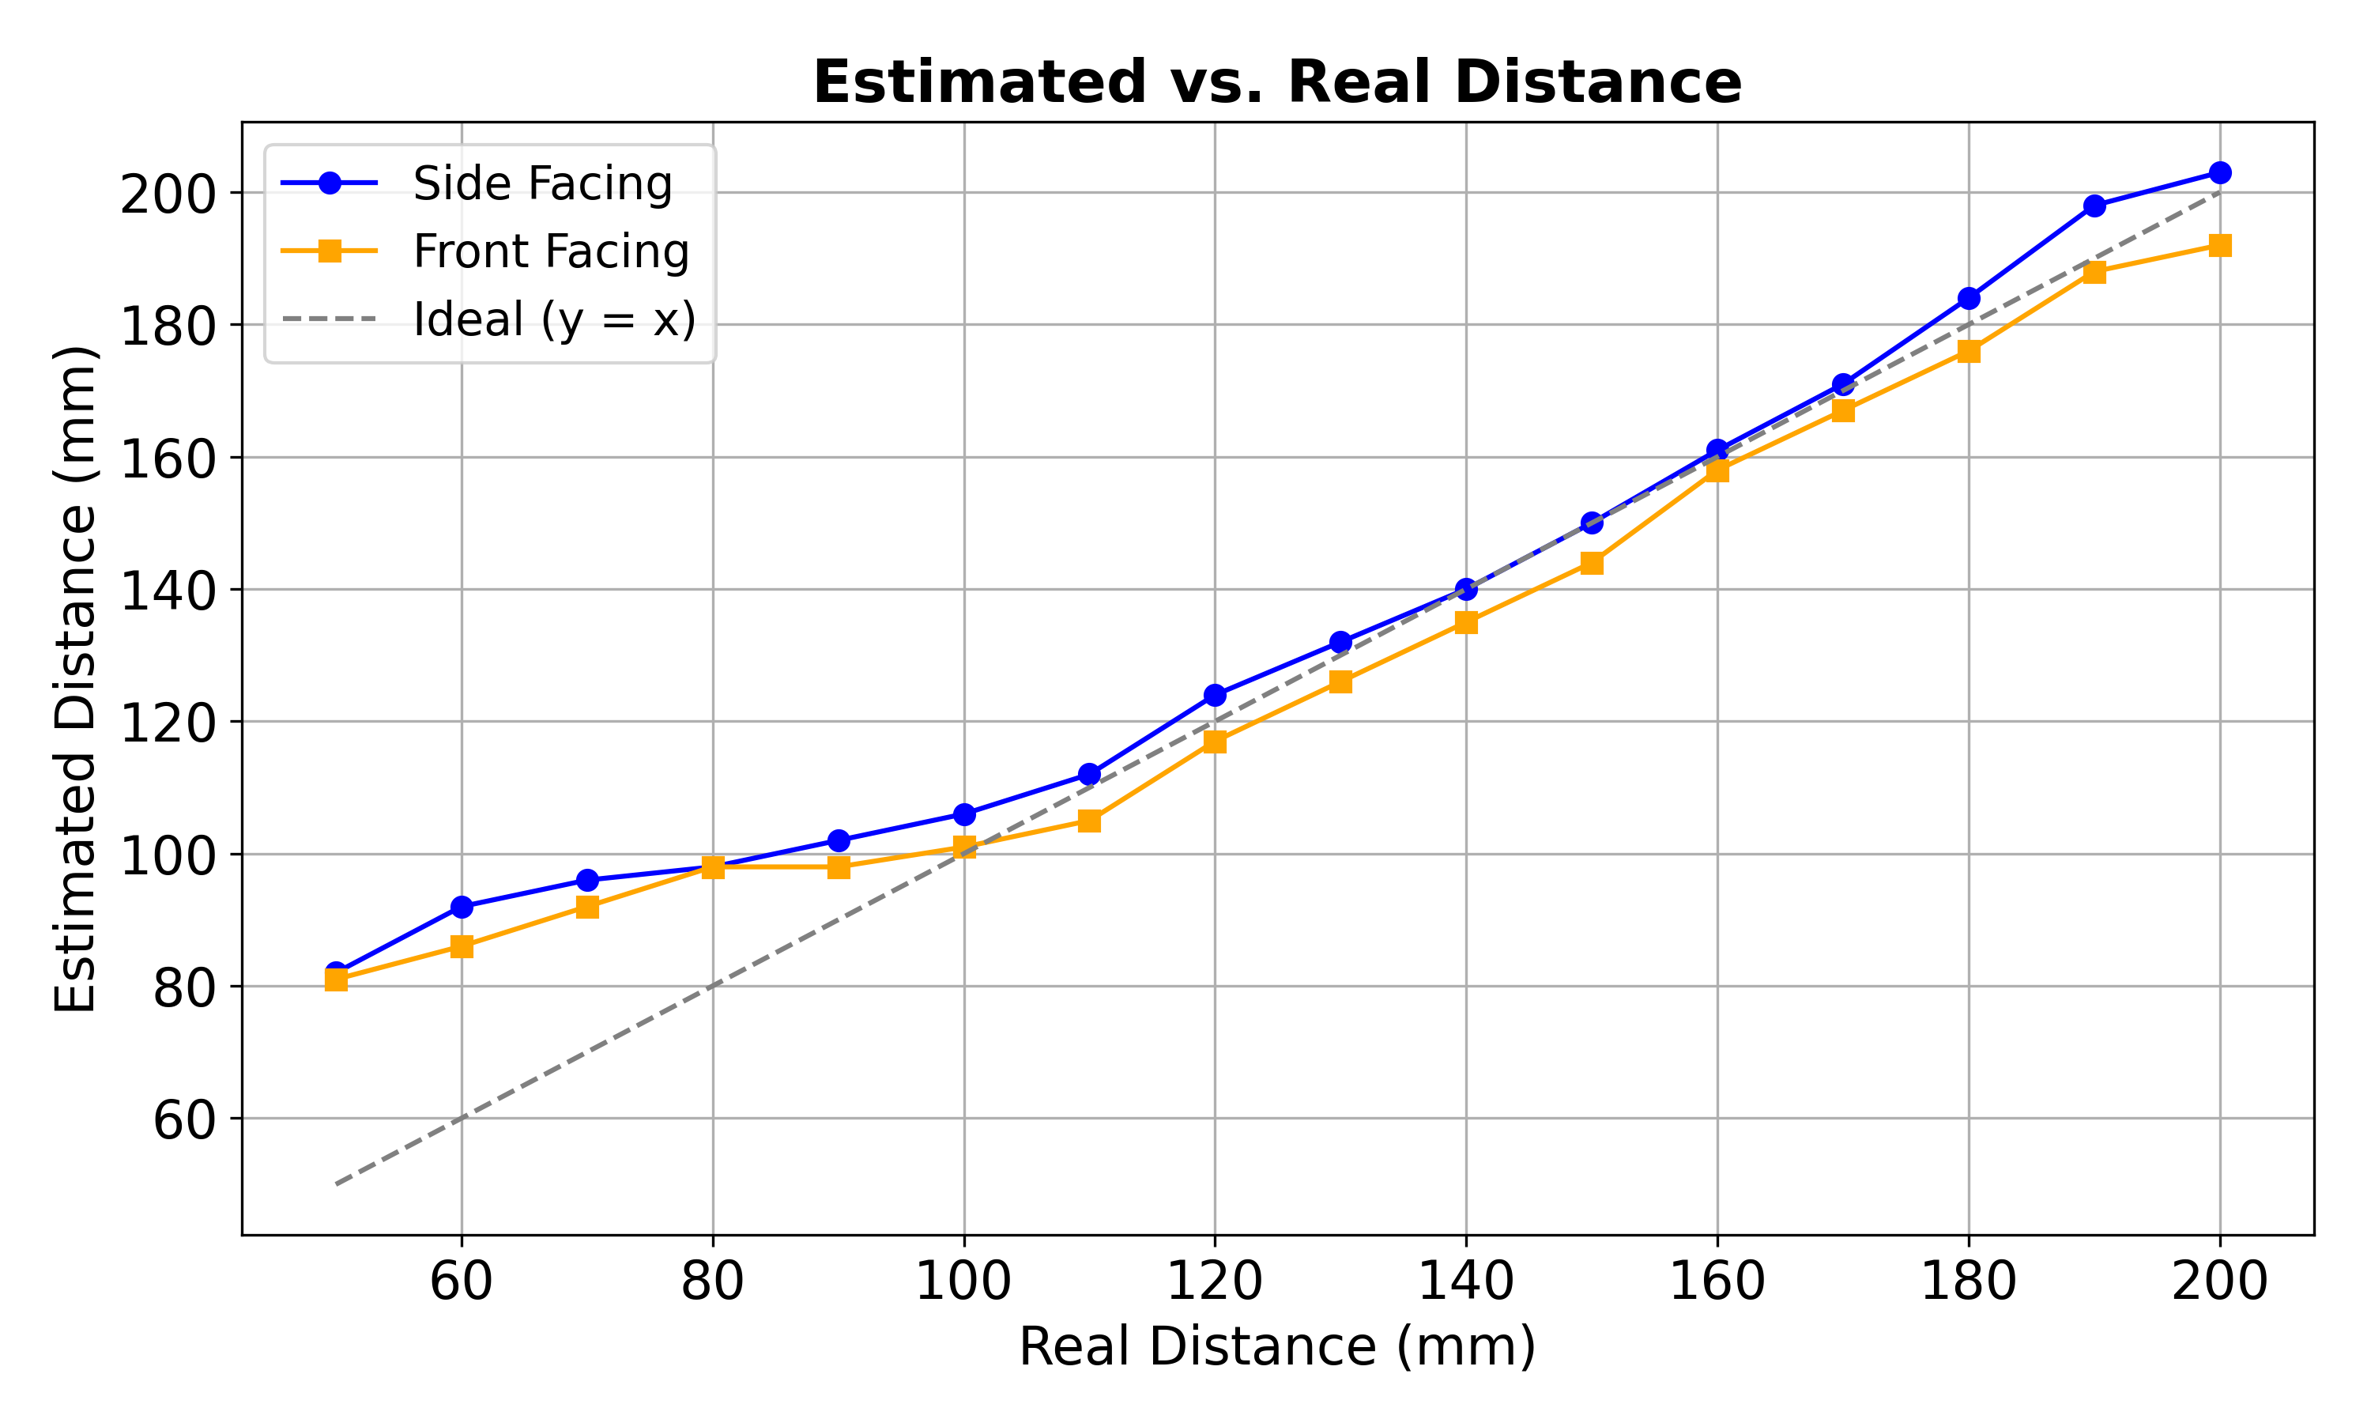 Estimated vs. Real Distance
Side Facing
Front Facing
Ideal (y = x)
Estimated Distance (mm)
200
180
160
140
120
100
80
60
60 80 100 120 140 160 180 200
Real Distance (mm)